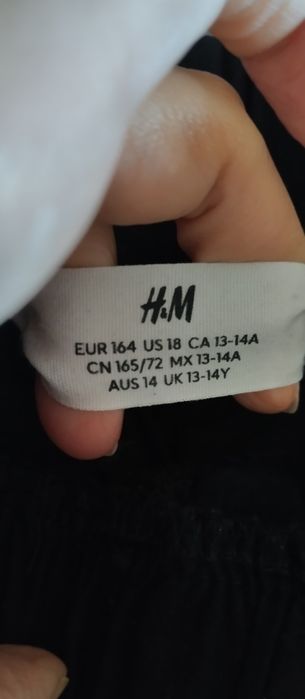 H&M
EUR 164 US 18 CA 13-14A
CN 165/72 MX 13-14A
AUS 14 UK 13-14Y